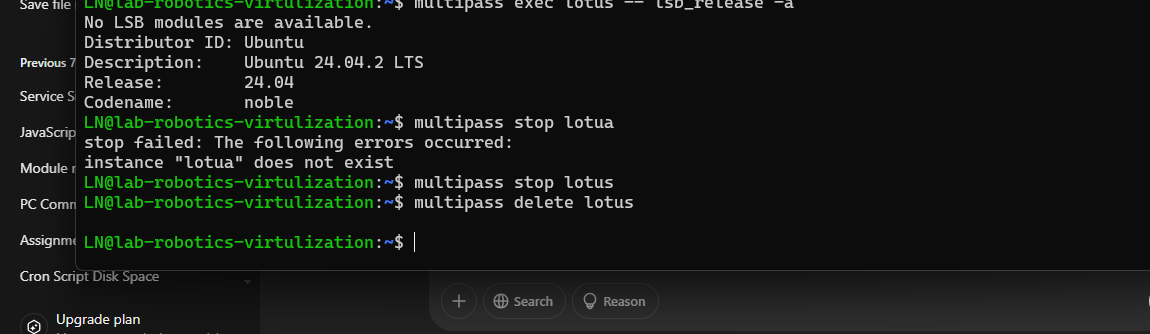 Save file
LN@lab-robotics-virtulization:~$ multipass exec lotus -- lsb_release -a
No LSB modules are available.
Distributor ID: Ubuntu
Description:    Ubuntu 24.04.2 LTS
Release:        24.04
Codename:       noble
LN@lab-robotics-virtulization:~$ multipass stop lotua
stop failed: The following errors occurred:
instance "lotua" does not exist
LN@lab-robotics-virtulization:~$ multipass stop lotus
LN@lab-robotics-virtulization:~$ multipass delete lotus
LN@lab-robotics-virtulization:~$
Previous 7
Service S
JavaScrip
Module
PC Comm
Assignme
Cron Script Disk Space
Upgrade plan
+ Search Reason